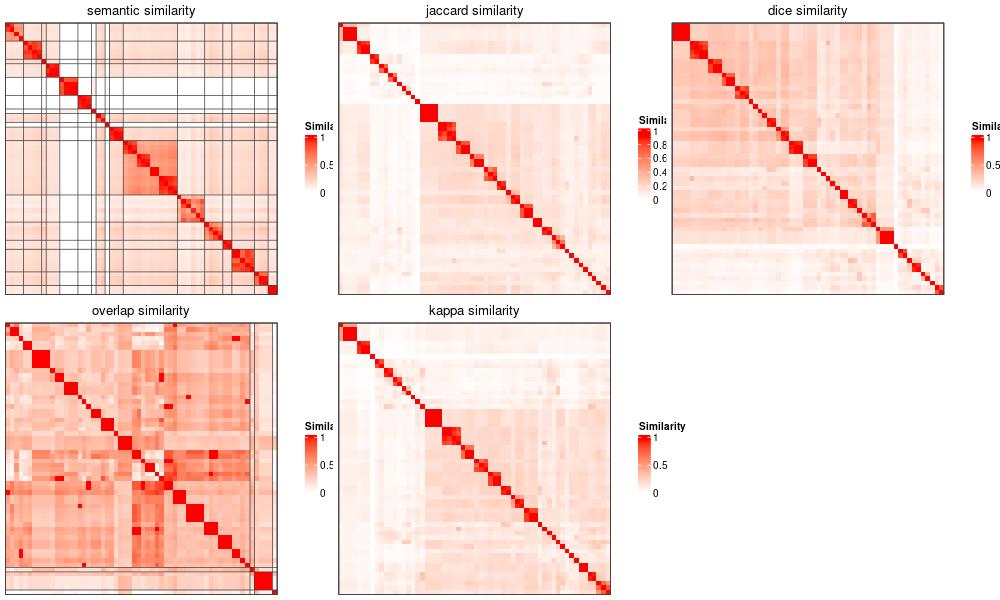 semantic similarity
Simila
1
0.5
0
jaccard similarity
Simila
1
0.8
0.6
0.4
0.2
0
dice similarity
Simila
1
0.5
0
overlap similarity
Simila
1
0.5
0
kappa similarity
Similarity
1
0.5
0